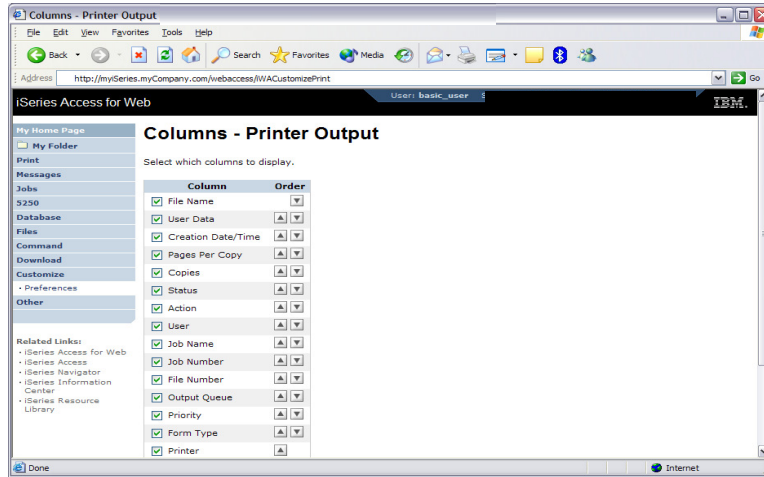 Columns - Printer Output
File Edit View Favorites Tools Help
Back Search Favorites Media
Address http://myiSeries.myCompany.com/webaccess/iWACustomizePrint Go
User: basic_user
iSeries Access for Web
IBM.
My Home Page
My Folder
Print
Messages
Jobs
5250
Database
Files
Command
Download
Customize
• Preferences
Other
Related Links:
• iSeries Access for Web
• iSeries Access
• iSeries Navigator
• iSeries Information
Center
• iSeries Resource
Library
Columns - Printer Output
Select which columns to display.
Column Order
File Name
User Data
Creation Date/Time
Pages Per Copy
Copies
Status
Action
User
Job Name
Job Number
File Number
Output Queue
Priority
Form Type
Printer
Done Internet